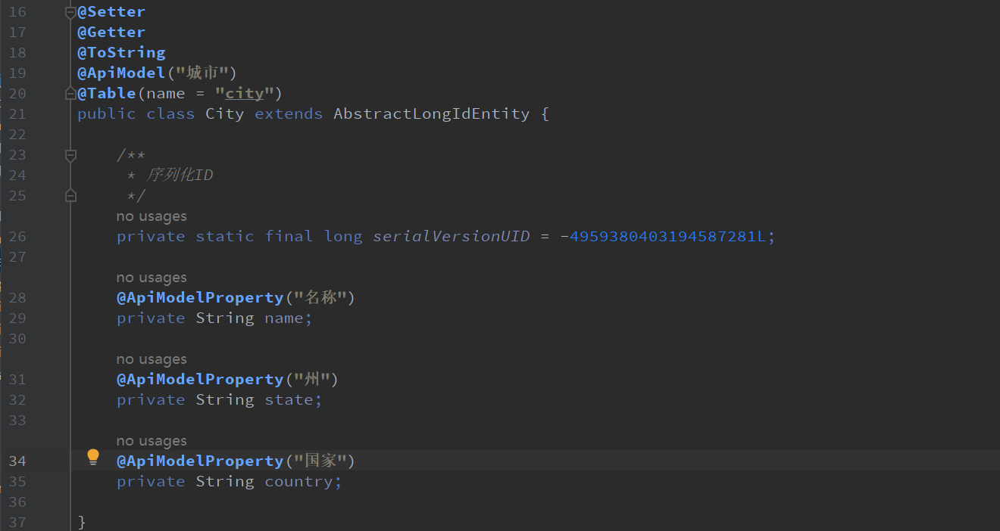 16 @Setter
17 @Getter
18 @ToString
19 @ApiModel("城市")
20 @Table(name = "city")
21 public class City extends AbstractLongIdEntity {
22
23 /**
24 * 序列化ID
25 */
no usages
26 private static final long serialVersionUID = -4959380403194587281L;
27
no usages
28 @ApiModelProperty("名称")
29 private String name;
30
no usages
31 @ApiModelProperty("州")
32 private String state;
33
no usages
34 @ApiModelProperty("国家")
35 private String country;
36
37 }